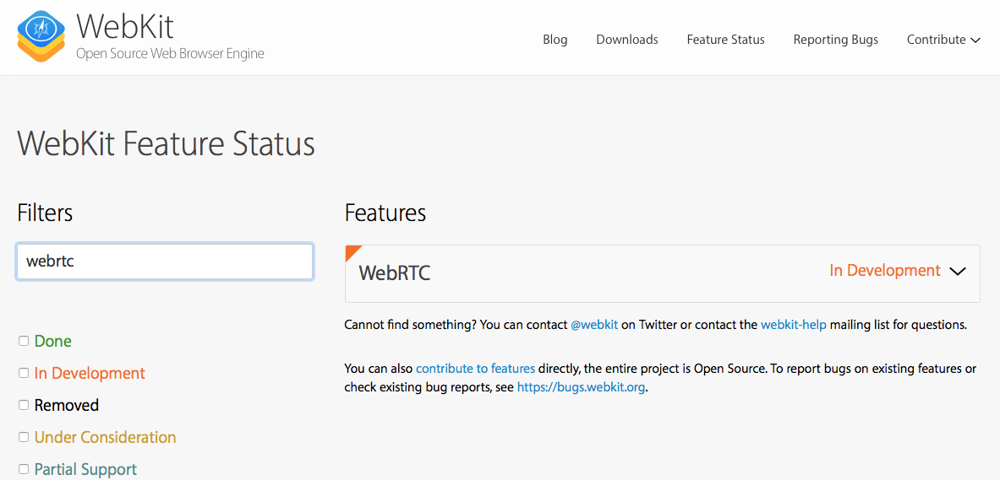 WebKit
Open Source Web Browser Engine
Blog Downloads Feature Status Reporting Bugs Contribute
WebKit Feature Status
Filters
webrtc
Done
In Development
Removed
Under Consideration
Partial Support
Features
WebRTC In Development
Cannot find something? You can contact @webkit on Twitter or contact the webkit-help mailing list for questions.
You can also contribute to features directly, the entire project is Open Source. To report bugs on existing features or
check existing bug reports, see https://bugs.webkit.org.